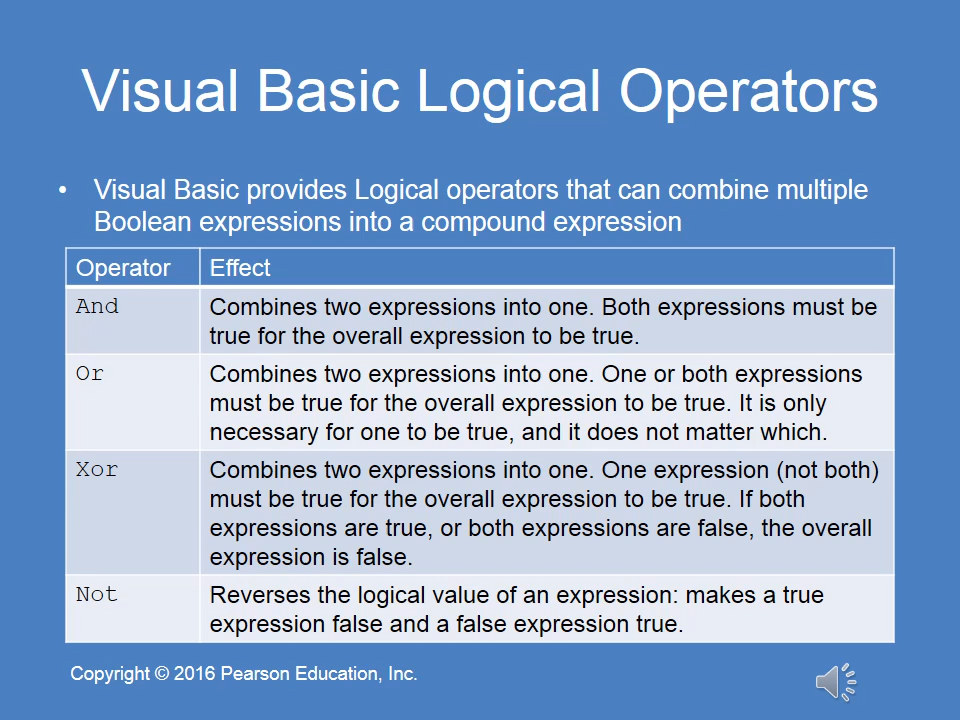 Visual Basic Logical Operators
• Visual Basic provides Logical operators that can combine multiple
Boolean expressions into a compound expression
Operator Effect
And Combines two expressions into one. Both expressions must be
true for the overall expression to be true.
Or Combines two expressions into one. One or both expressions
must be true for the overall expression to be true. It is only
necessary for one to be true, and it does not matter which.
Xor Combines two expressions into one. One expression (not both)
must be true for the overall expression to be true. If both
expressions are true, or both expressions are false, the overall
expression is false.
Not Reverses the logical value of an expression: makes a true
expression false and a false expression true.
Copyright © 2016 Pearson Education, Inc.